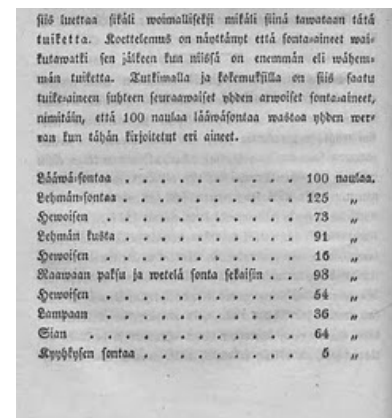 siis luettaa sikäli woimalliseksi mikäli siinä tawataan tätä
tuiketta. Koettelemus on näyttänyt että sonta-aineet wai-
kutawatki sen jälkeen kun niissä on enemmän eli wähem-
män tuiketta. Tutkimalla ja kokemuksilla on siis saatu
tuike-aineen suhteen seuraawaiset yhden arwoiset sonta-aineet,
nimitäin, että 100 naulaa lääwäsontaa wastaa yhden wer-
ran kun tähän kirjoitetut eri aineet.
Lääwä-sontaa . . . . . . . . . 100 naulaa.
Lehmän-sontaa . . . . . . . . . 125 „
Hewoisen . . . . . . . . . . 73 „
Lehmän kusta . . . . . . . . . 91 „
Hewoisen . . . . . . . . . . 16 „
Raawaan paksu ja wetelä sonta sekaisin . . 98 „
Hewoisen . . . . . . . . . . 54 „
Lampaan . . . . . . . . . . 36 „
Sian . . . . . . . . . . . 64 „
Kyyhkysen sontaa . . . . . . . . 5 „